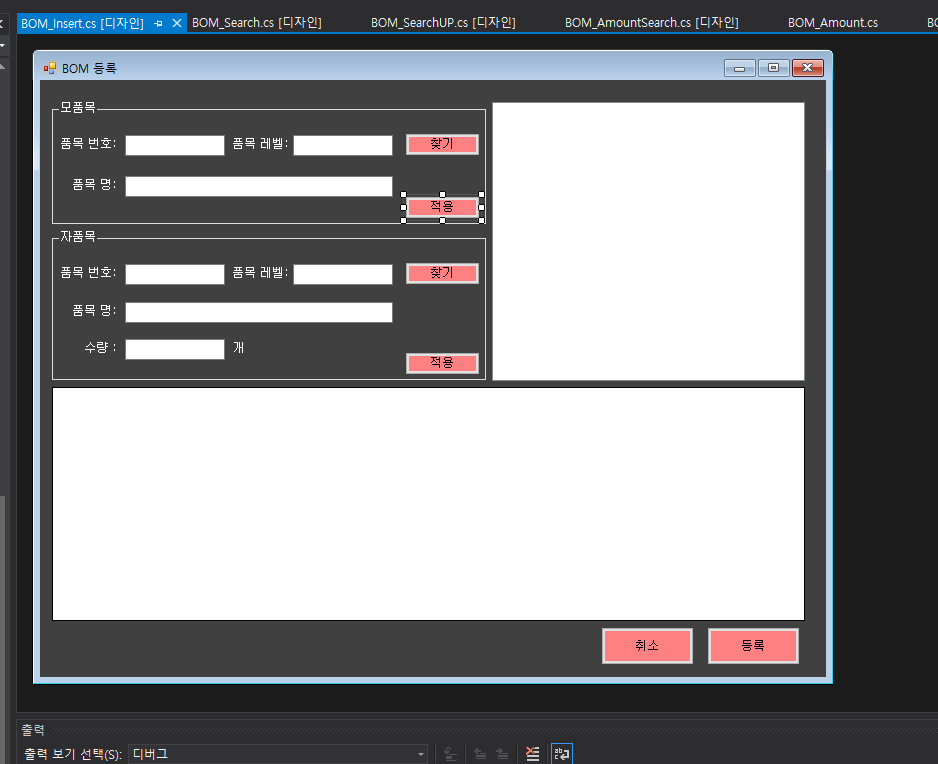 BOM_Insert.cs [디자인] BOM_Search.cs [디자인] BOM_SearchUP.cs [디자인] BOM_AmountSearch.cs [디자인] BOM_Amount.cs BO
BOM 등록
모품목
품목 번호: 품목 레벨: 찾기
품목 명:
적용
자품목
품목 번호: 품목 레벨: 찾기
품목 명:
수량 : 개
적용
취소 등록
출력
출력 보기 선택(S): 디버그